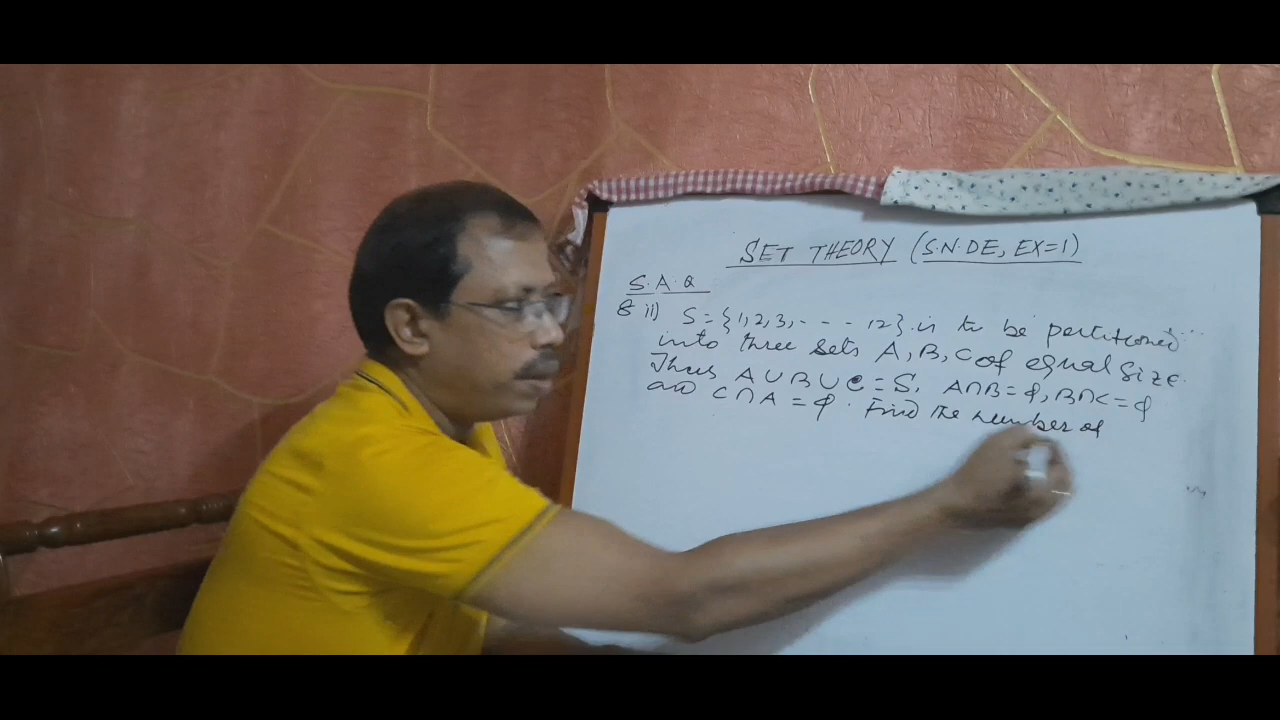 SET THEORY (S.N.DE, EX=1)
S.A.Q
8 ii) S = {1,2,3,- - - -12} is to be partitioned
into three sets A, B, C of equal size.
Thus A∪B∪C = S, A∩B = φ, B∩C = φ
and C∩A = φ. Find the number of